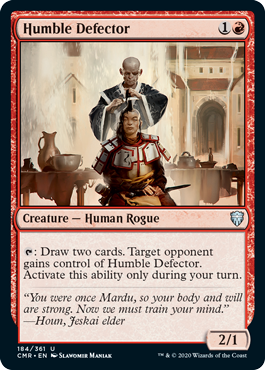 Humble Defector 1
Creature — Human Rogue
: Draw two cards. Target opponent
gains control of Humble Defector.
Activate this ability only during your turn.
“You were once Mardu, so your body and will
are strong. Now we must train your mind.”
—Houn, Jeskai elder
2/1
184/361 U
CMR • EN Slawomir Maniak
™ & © 2020 Wizards of the Coast